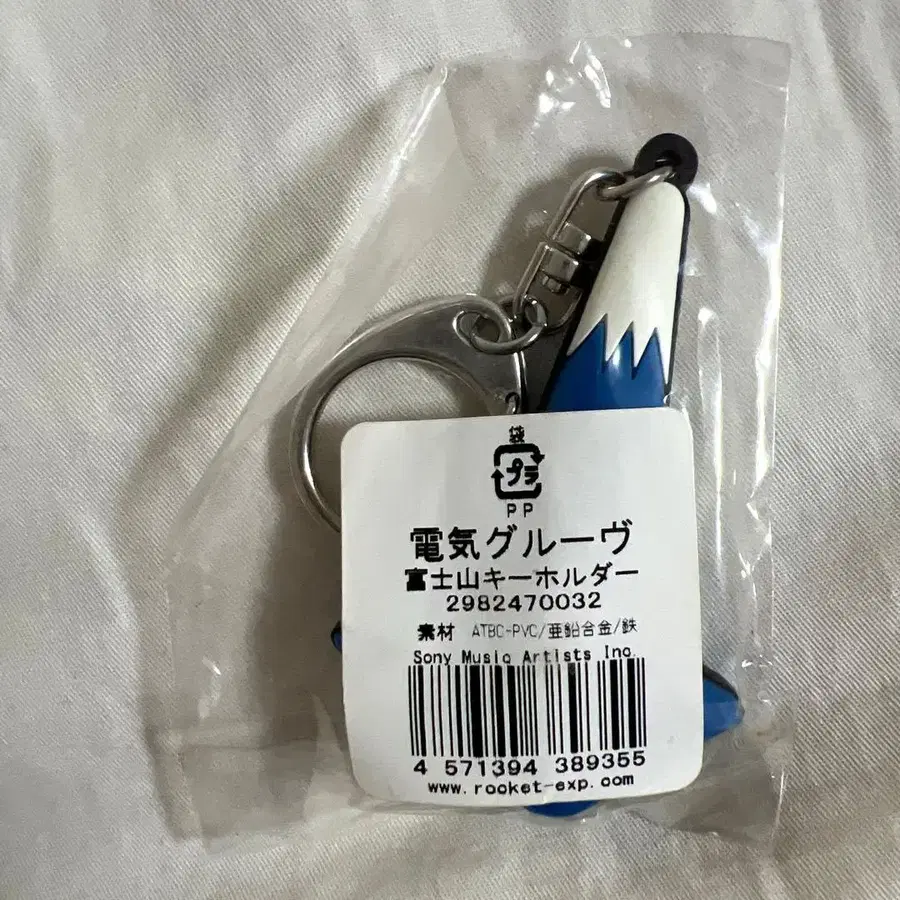 袋
プラ
PP
電気グルーヴ
富士山キーホルダー
2982470032
素材 ATBC-PVC/亜鉛合金/鉄
Sony Music Artists Inc.
4 571394 389355
www.rocket-exp.com